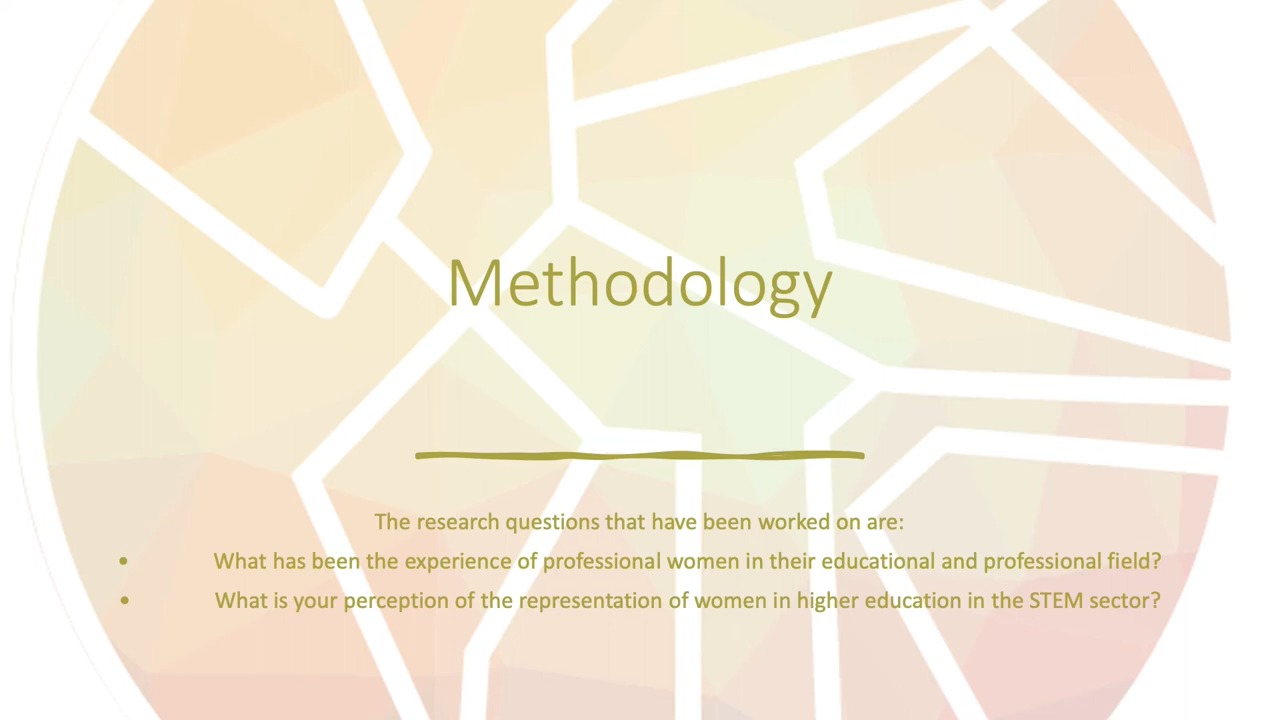 Methodology
The research questions that have been worked on are:
• What has been the experience of professional women in their educational and professional field?
• What is your perception of the representation of women in higher education in the STEM sector?